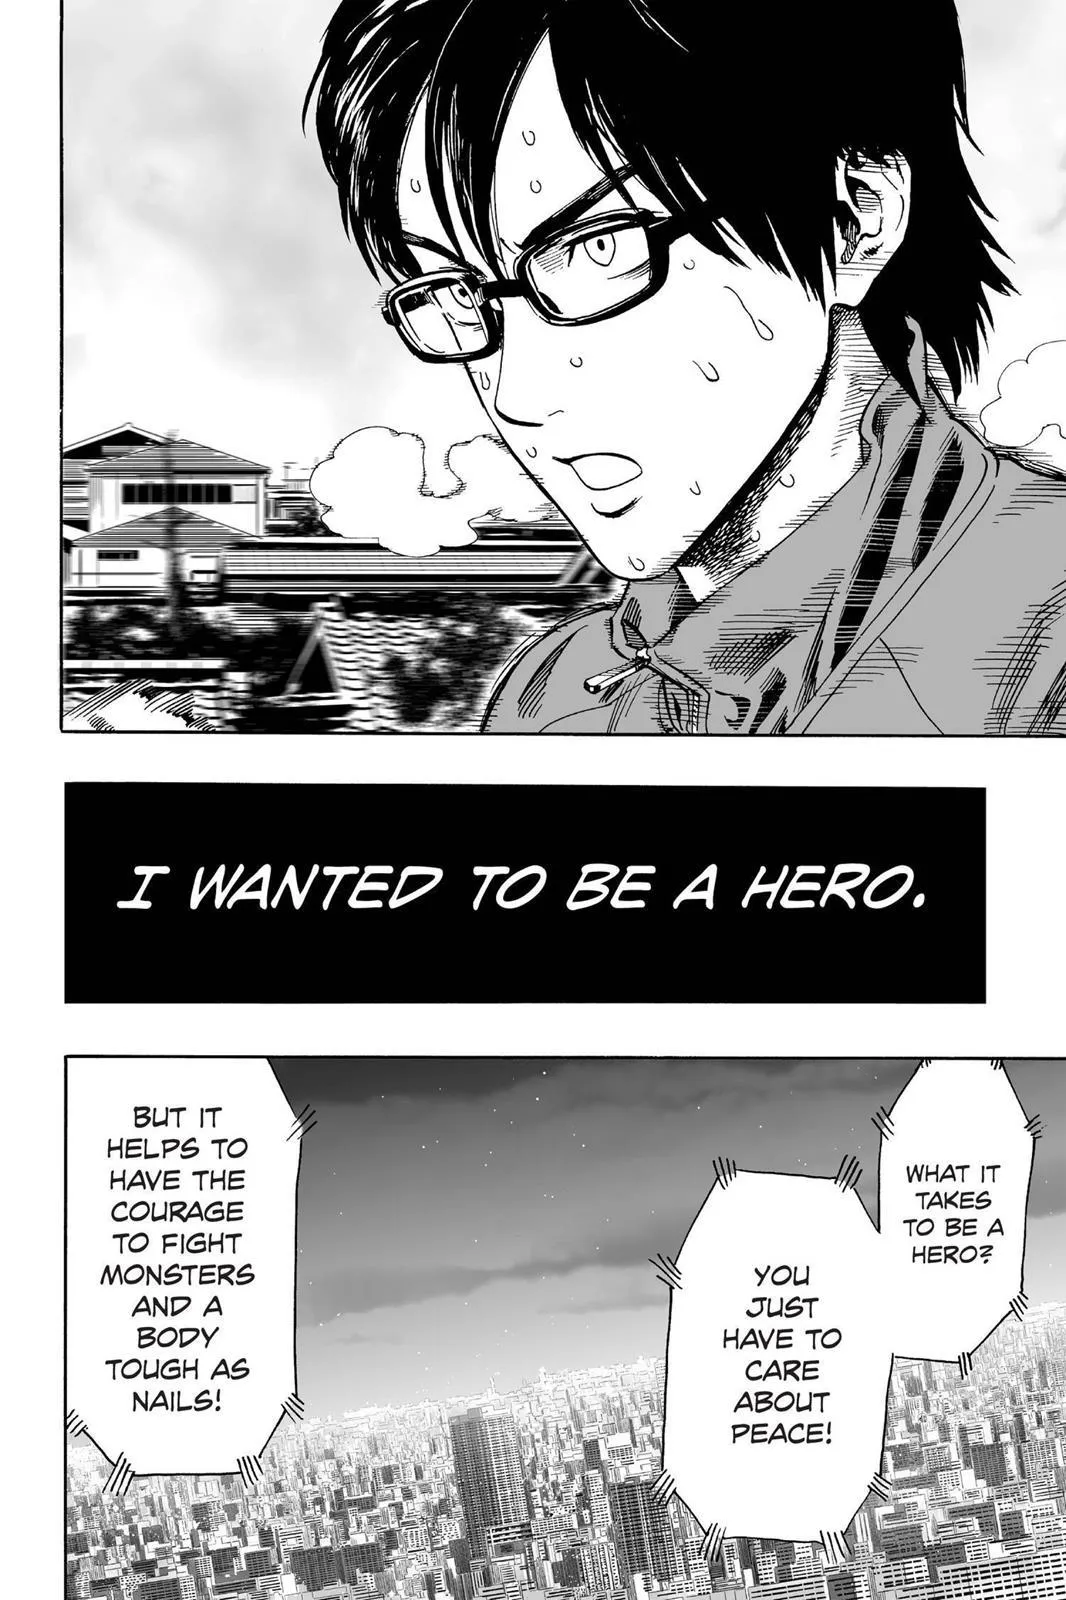 I WANTED TO BE A HERO.
WHAT IT
TAKES
TO BE A
HERO?
YOU
JUST
HAVE TO
CARE
ABOUT
PEACE!
BUT IT
HELPS TO
HAVE THE
COURAGE
TO FIGHT
MONSTERS
AND A
BODY
TOUGH AS
NAILS!